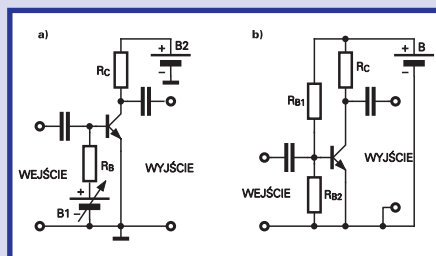 a)
B2
+
−
RC
RB
WEJŚCIE
WYJŚCIE
+
B1 −
b)
+ B
−
RC
RB1
WYJŚCIE
WEJŚCIE
RB2